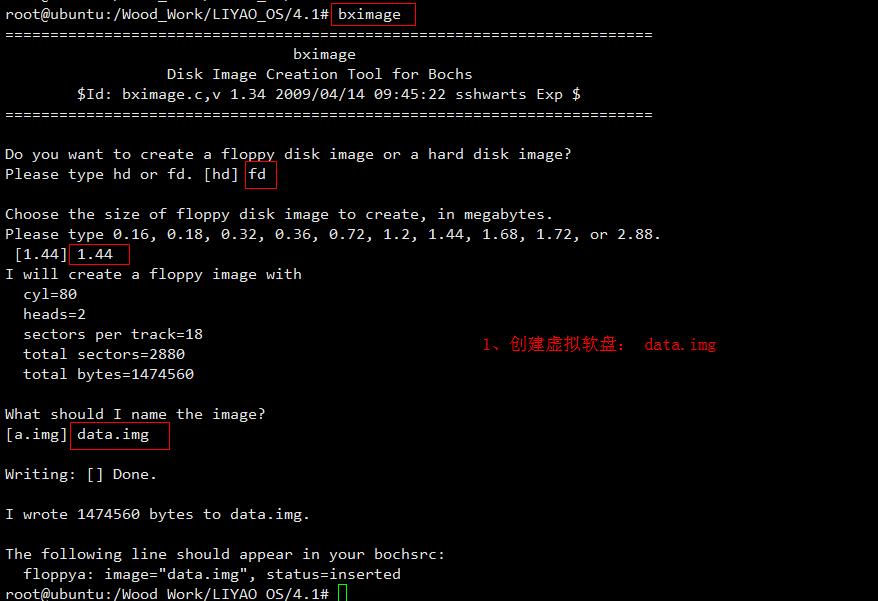 root@ubuntu:/Wood_Work/LIYAO_OS/4.1# bximage
========================================================================
bximage
Disk Image Creation Tool for Bochs
$Id: bximage.c,v 1.34 2009/04/14 09:45:22 sshwarts Exp $
========================================================================
Do you want to create a floppy disk image or a hard disk image?
Please type hd or fd. [hd] fd
Choose the size of floppy disk image to create, in megabytes.
Please type 0.16, 0.18, 0.32, 0.36, 0.72, 1.2, 1.44, 1.68, 1.72, or 2.88.
[1.44] 1.44
I will create a floppy image with
cyl=80
heads=2
sectors per track=18
1、创建虚拟软盘： data.img
total sectors=2880
total bytes=1474560
What should I name the image?
[a.img] data.img
Writing: [] Done.
I wrote 1474560 bytes to data.img.
The following line should appear in your bochsrc:
floppya: image="data.img", status=inserted
root@ubuntu:/Wood_Work/LIYAO_OS/4.1#